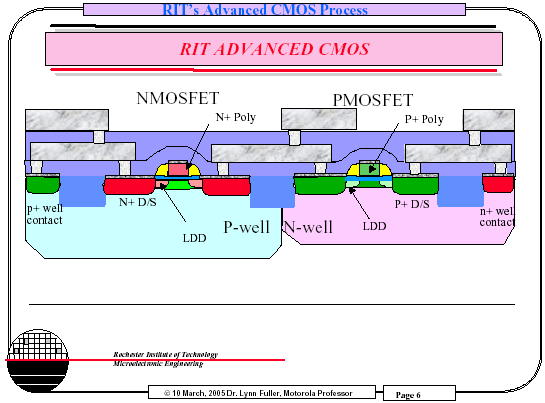 RIT's Advanced CMOS Process
RIT ADVANCED CMOS
NMOSFET
PMOSFET
N+ Poly
P+ Poly
p+ well
contact
N+ D/S
LDD
P-well
N-well
LDD
P+ D/S
n+ well
contact
Rochester Institute of Technology
Microelectronic Engineering
© 10 March, 2005 Dr. Lynn Fuller, Motorola Professor
Page 6